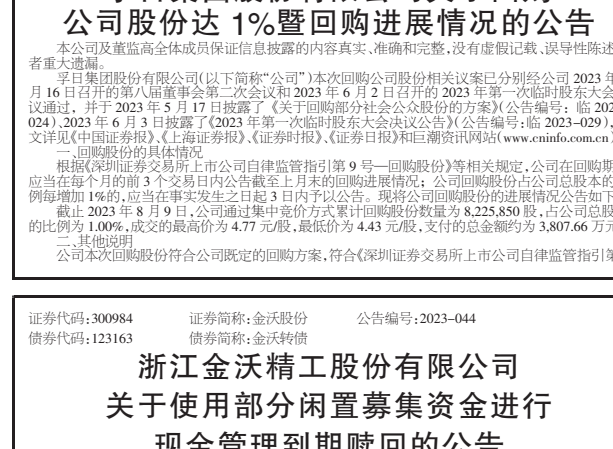 公司股份达 1%暨回购进展情况的公告
本公司及董监高全体成员保证信息披露的内容真实、准确和完整,没有虚假记载、误导性陈述
者重大遗漏。
孚日集团股份有限公司(以下简称“公司”)本次回购公司股份相关议案已分别经公司 2023 年
月 16 日召开的第八届董事会第二次会议和 2023 年 6 月 2 日召开的 2023 年第一次临时股东大会
议通过，并于 2023 年 5 月 17 日披露了《关于回购部分社会公众股份的方案》(公告编号：临 202
024)、2023 年 6 月 3 日披露了《2023 年第一次临时股东大会决议公告》(公告编号:临 2023-029),
文详见《中国证券报》、《上海证券报》、《证券时报》、《证券日报》和巨潮资讯网站(www.cninfo.com.cn)
一、回购股份的具体情况
根据《深圳证券交易所上市公司自律监管指引第 9 号—回购股份》等相关规定,公司在回购期
应当在每个月的前 3 个交易日内公告截至上月末的回购进展情况；公司回购股份占公司总股本的
例每增加 1%的,应当在事实发生之日起 3 日内予以公告。现将公司回购股份的进展情况公告如下
截止 2023 年 8 月 9 日,公司通过集中竞价方式累计回购股份数量为 8,225,850 股,占公司总股
的比例为 1.00%,成交的最高价为 4.77 元/股,最低价为 4.43 元/股,支付的总金额约为 3,807.66 万元
二、其他说明
公司本次回购股份符合公司既定的回购方案,符合《深圳证券交易所上市公司自律监管指引第
证券代码:300984 证券简称:金沃股份 公告编号:2023-044
债券代码:123163 债券简称:金沃转债
浙江金沃精工股份有限公司
关于使用部分闲置募集资金进行
现金管理到期赎回的公告